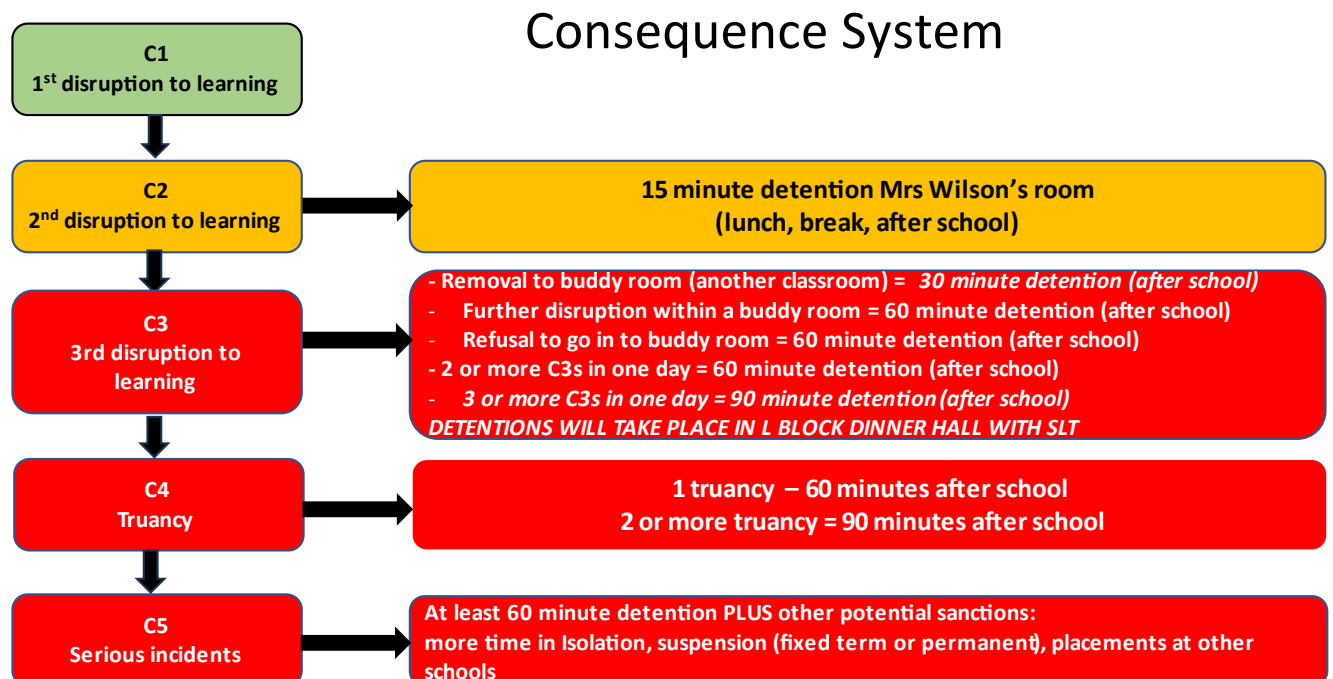 Consequence System
C1
1st disruption to learning
C2
2nd disruption to learning
15 minute detention Mrs Wilson's room
(lunch, break, after school)
C3
3rd disruption to
learning
- Removal to buddy room (another classroom) = 30 minute detention (after school)
- Further disruption within a buddy room = 60 minute detention (after school)
- Refusal to go in to buddy room = 60 minute detention (after school)
- 2 or more C3s in one day = 60 minute detention (after school)
- 3 or more C3s in one day = 90 minute detention (after school)
DETENTIONS WILL TAKE PLACE IN L BLOCK DINNER HALL WITH SLT
C4
Truancy
1 truancy – 60 minutes after school
2 or more truancy = 90 minutes after school
C5
Serious incidents
At least 60 minute detention PLUS other potential sanctions:
more time in Isolation, suspension (fixed term or permanent), placements at other
schools